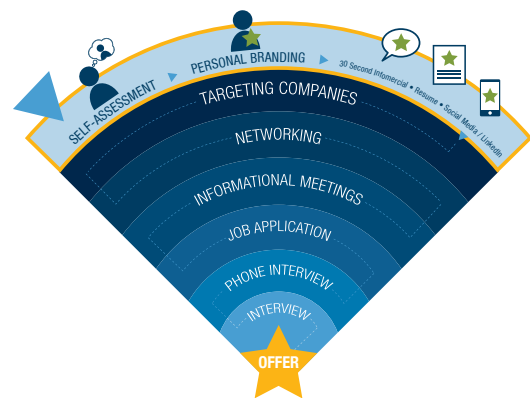 SELF-ASSESSMENT
PERSONAL BRANDING
30 Second Infomercial • Resume • Social Media / LinkedIn
TARGETING COMPANIES
NETWORKING
INFORMATIONAL MEETINGS
JOB APPLICATION
PHONE INTERVIEW
INTERVIEW
OFFER